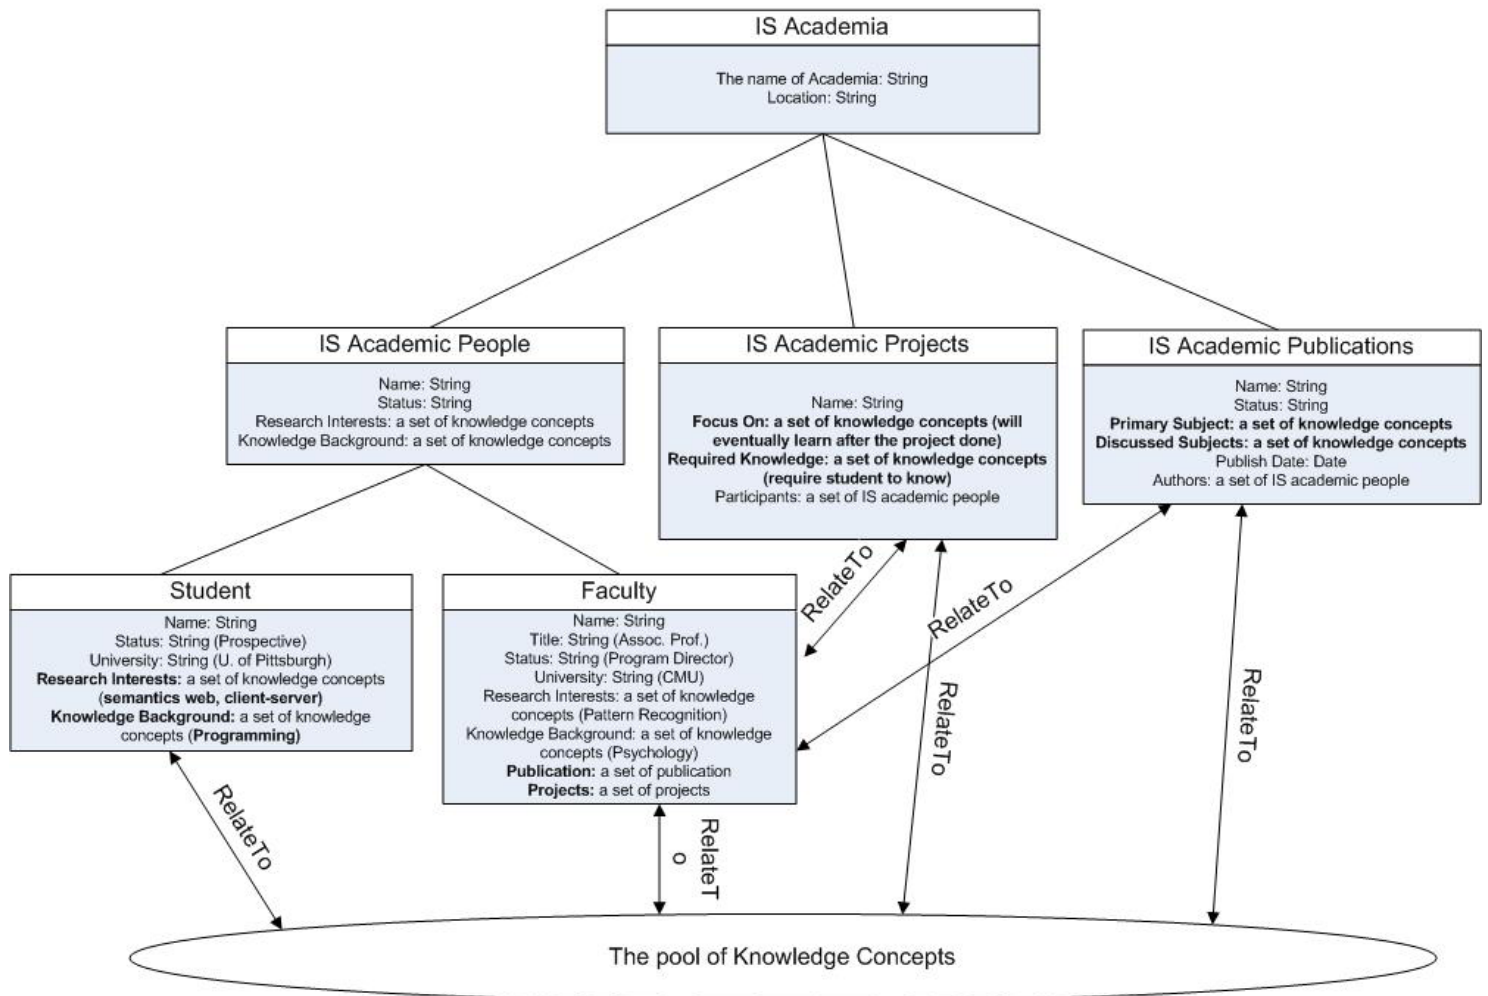 IS Academia
The name of Academia: String
Location: String
IS Academic People
Name: String
Status: String
Research Interests: a set of knowledge concepts
Knowledge Background: a set of knowledge concepts
IS Academic Projects
Name: String
Focus On: a set of knowledge concepts (will
eventually learn after the project done)
Required Knowledge: a set of knowledge concepts
(require student to know)
Participants: a set of IS academic people
IS Academic Publications
Name: String
Status: String
Primary Subject: a set of knowledge concepts
Discussed Subjects: a set of knowledge concepts
Publish Date: Date
Authors: a set of IS academic people
Student
Name: String
Status: String (Prospective)
University: String (U. of Pittsburgh)
Research Interests: a set of knowledge concepts
(semantics web, client-server)
Knowledge Background: a set of knowledge
concepts (Programming)
Faculty
Name: String
Title: String (Assoc. Prof.)
Status: String (Program Director)
University: String (CMU)
Research Interests: a set of knowledge
concepts (Pattern Recognition)
Knowledge Background: a set of knowledge
concepts (Psychology)
Publication: a set of publication
Projects: a set of projects
RelateTo
RelateTo
RelateTo
RelateTo
RelateTo
RelateT
o
The pool of Knowledge Concepts